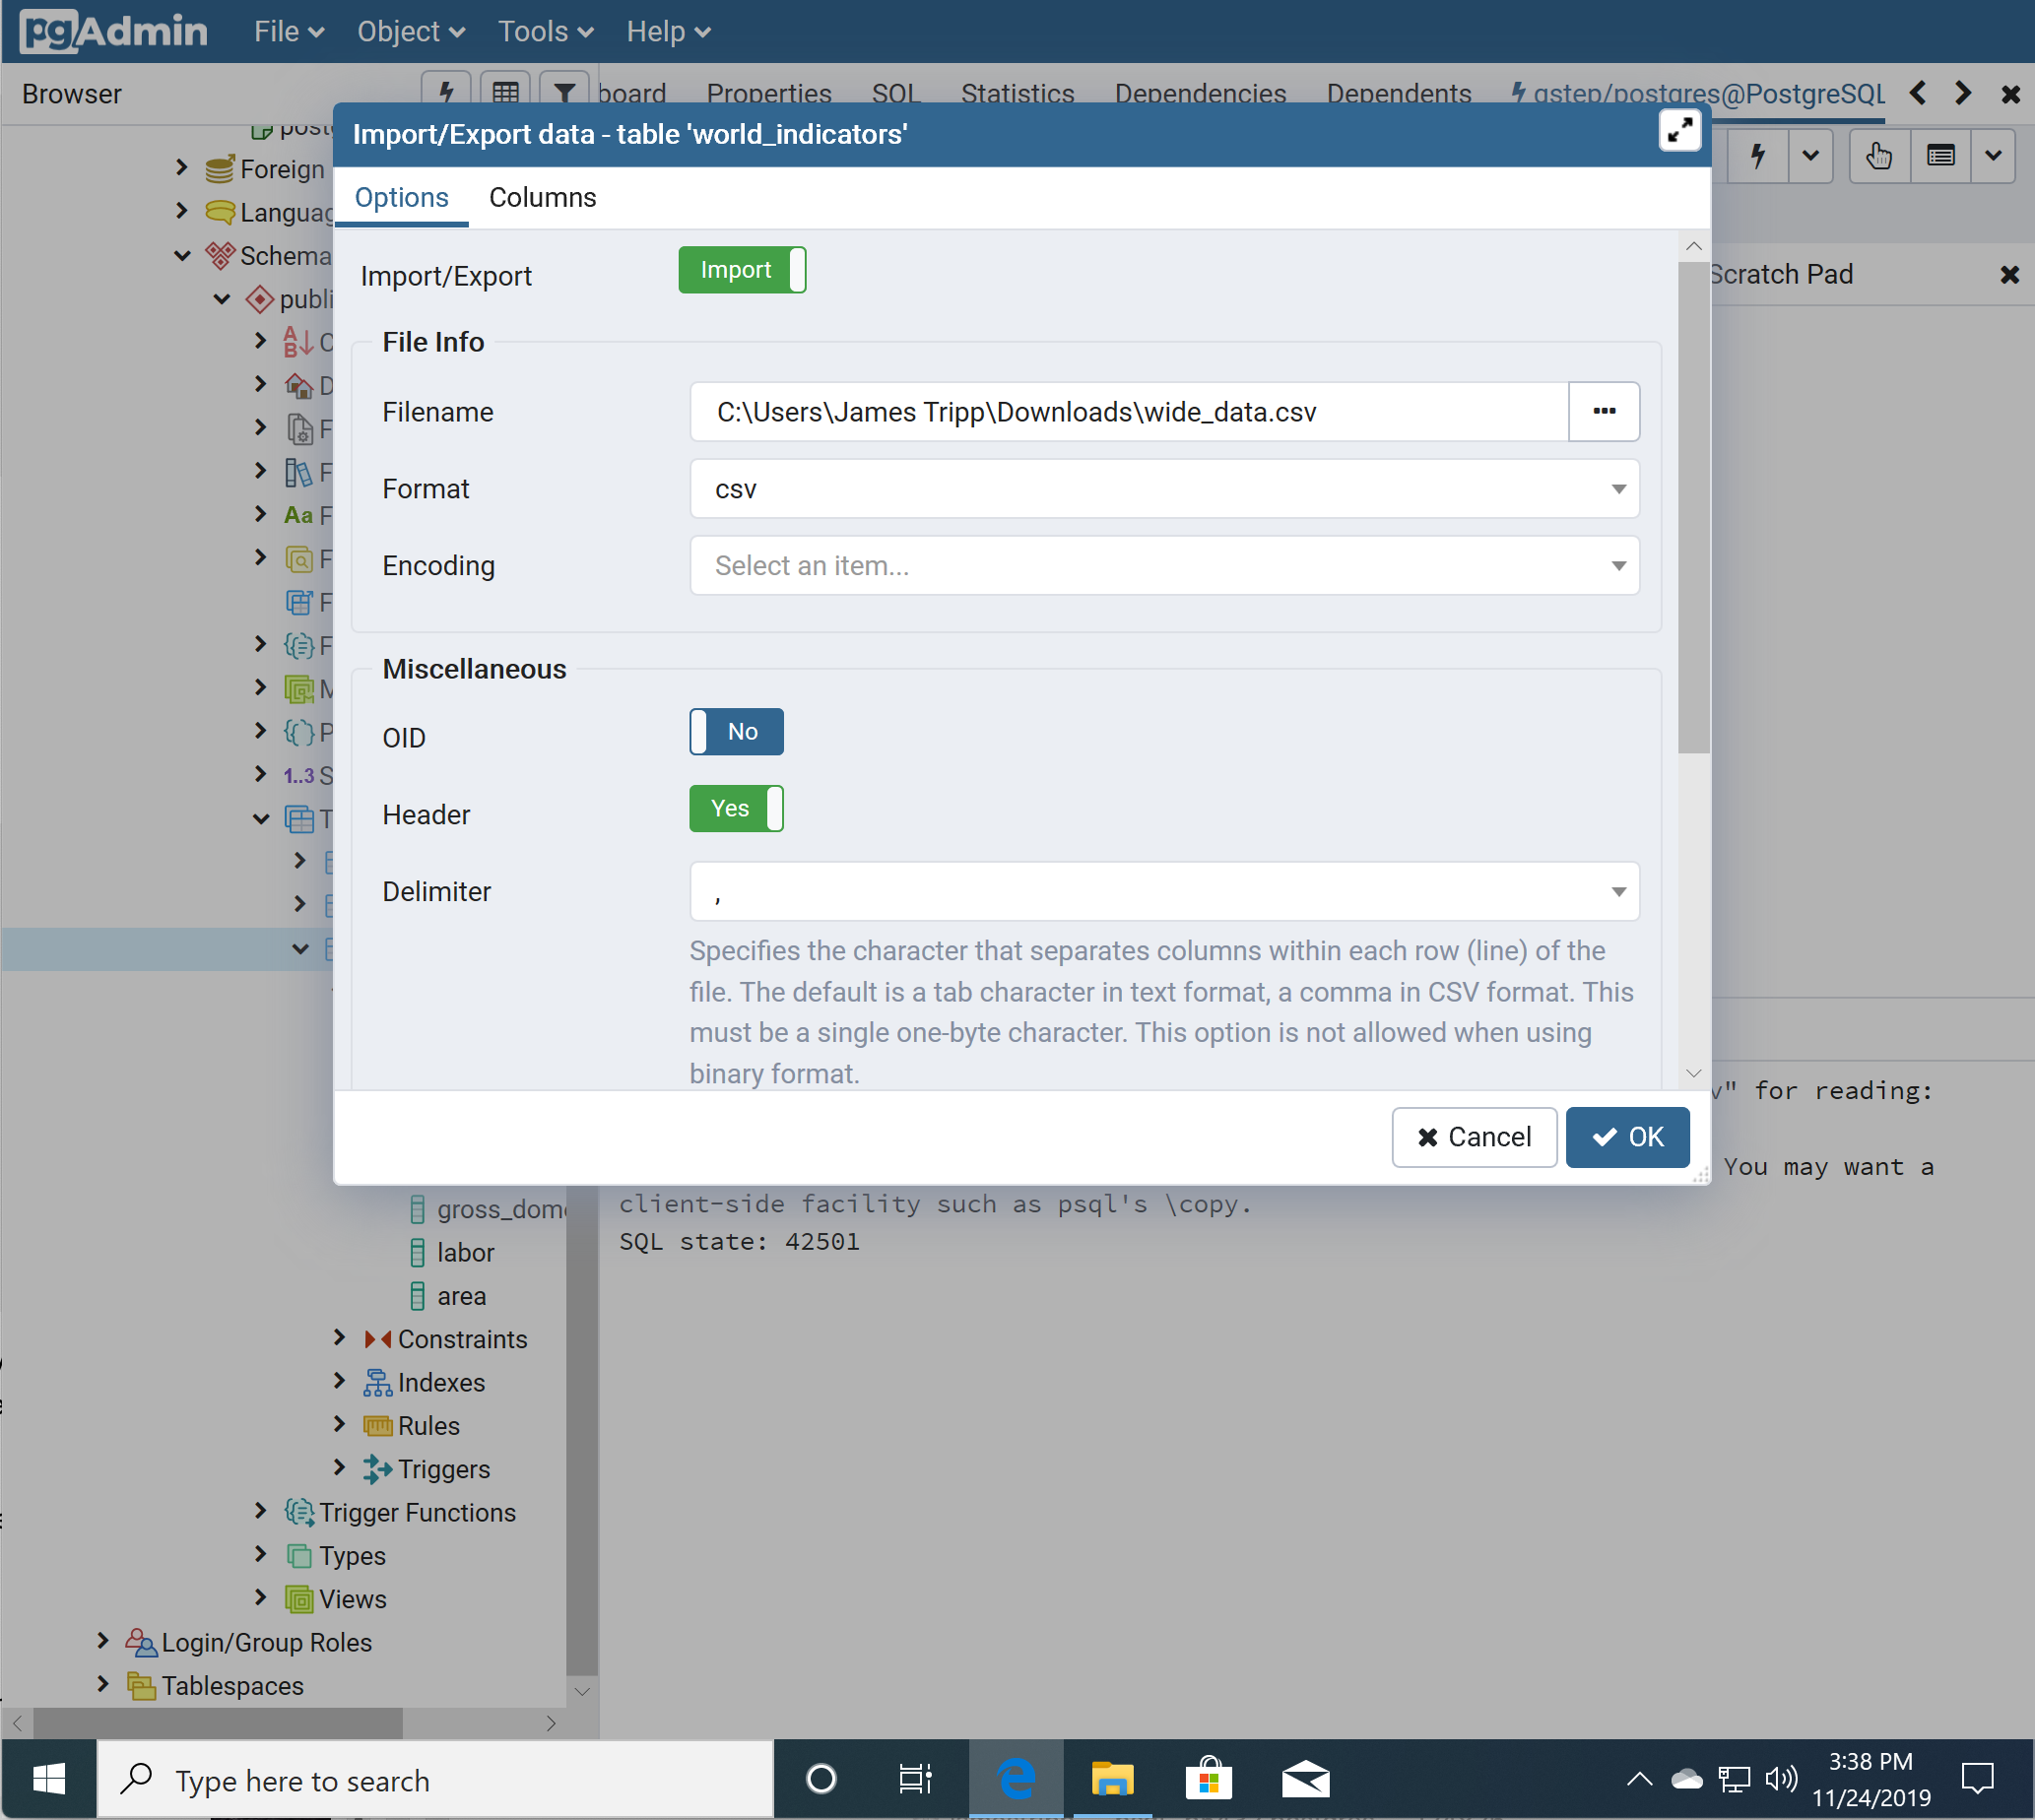 pgAdmin File Object Tools Help
Browser
board Properties SQL Statistics Dependencies Dependents qstep/postgres@PostgreSQL
Import/Export data - table 'world_indicators'
Options Columns
Import/Export Import
File Info
Filename C:\Users\James Tripp\Downloads\wide_data.csv
Format csv
Encoding Select an item...
Miscellaneous
OID No
Header Yes
Delimiter ,
Specifies the character that separates columns within each row (line) of the
file. The default is a tab character in text format, a comma in CSV format. This
must be a single one-byte character. This option is not allowed when using
binary format.
Cancel OK
Scratch Pad
Foreign
Languag
Schema
publi
Aa F
1..3 S
v" for reading:
You may want a
client-side facility such as psql's \copy.
SQL state: 42501
gross_dome
labor
area
Constraints
Indexes
Rules
Triggers
Trigger Functions
Types
Views
Login/Group Roles
Tablespaces
Type here to search
3:38 PM
11/24/2019